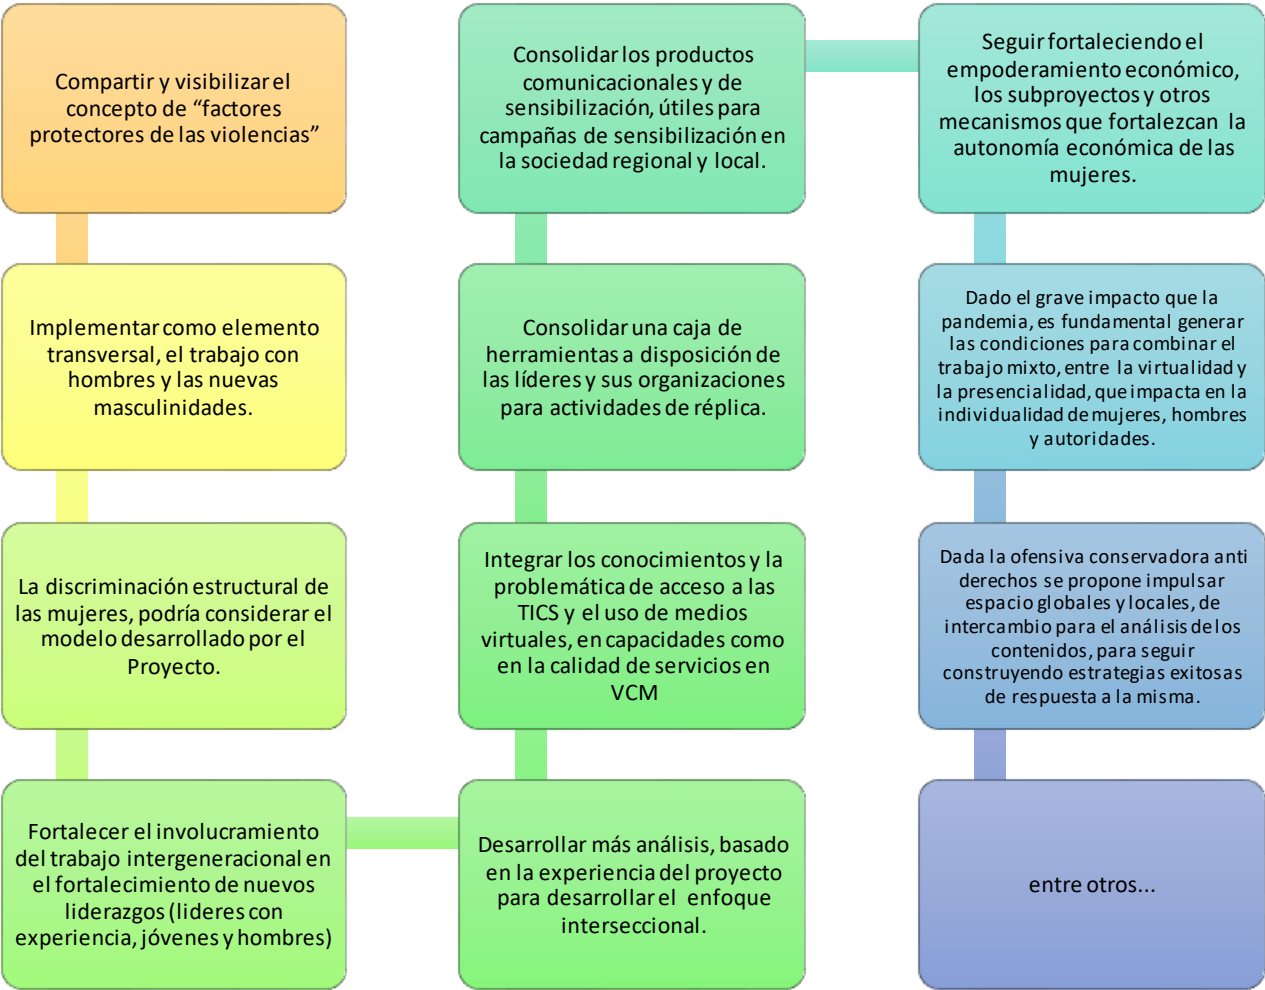 Compartir y visibilizar el
concepto de “factores
protectores de las violencias”
Implementar como elemento
transversal, el trabajo con
hombres y las nuevas
masculinidades.
La discriminación estructural de
las mujeres, podría considerar el
modelo desarrollado por el
Proyecto.
Fortalecer el involucramiento
del trabajo intergeneracional en
el fortalecimiento de nuevos
liderazgos (lideres con
experiencia, jóvenes y hombres)
Desarrollar más análisis, basado
en la experiencia del proyecto
para desarrollar el enfoque
interseccional.
Integrar los conocimientos y la
problemática de acceso a las
TICS y el uso de medios
virtuales, en capacidades como
en la calidad de servicios en
VCM
Consolidar una caja de
herramientas a disposición de
las líderes y sus organizaciones
para actividades de réplica.
Consolidar los productos
comunicacionales y de
sensibilización, útiles para
campañas de sensibilización en
la sociedad regional y local.
Seguir fortaleciendo el
empoderamiento económico,
los subproyectos y otros
mecanismos que fortalezcan la
autonomía económica de las
mujeres.
Dado el grave impacto que la
pandemia, es fundamental generar
las condiciones para combinar el
trabajo mixto, entre la virtualidad y
la presencialidad, que impacta en la
individualidad de mujeres, hombres
y autoridades.
Dada la ofensiva conservadora anti
derechos se propone impulsar
espacio globales y locales, de
intercambio para el análisis de los
contenidos, para seguir
construyendo estrategias exitosas
de respuesta a la misma.
entre otros...